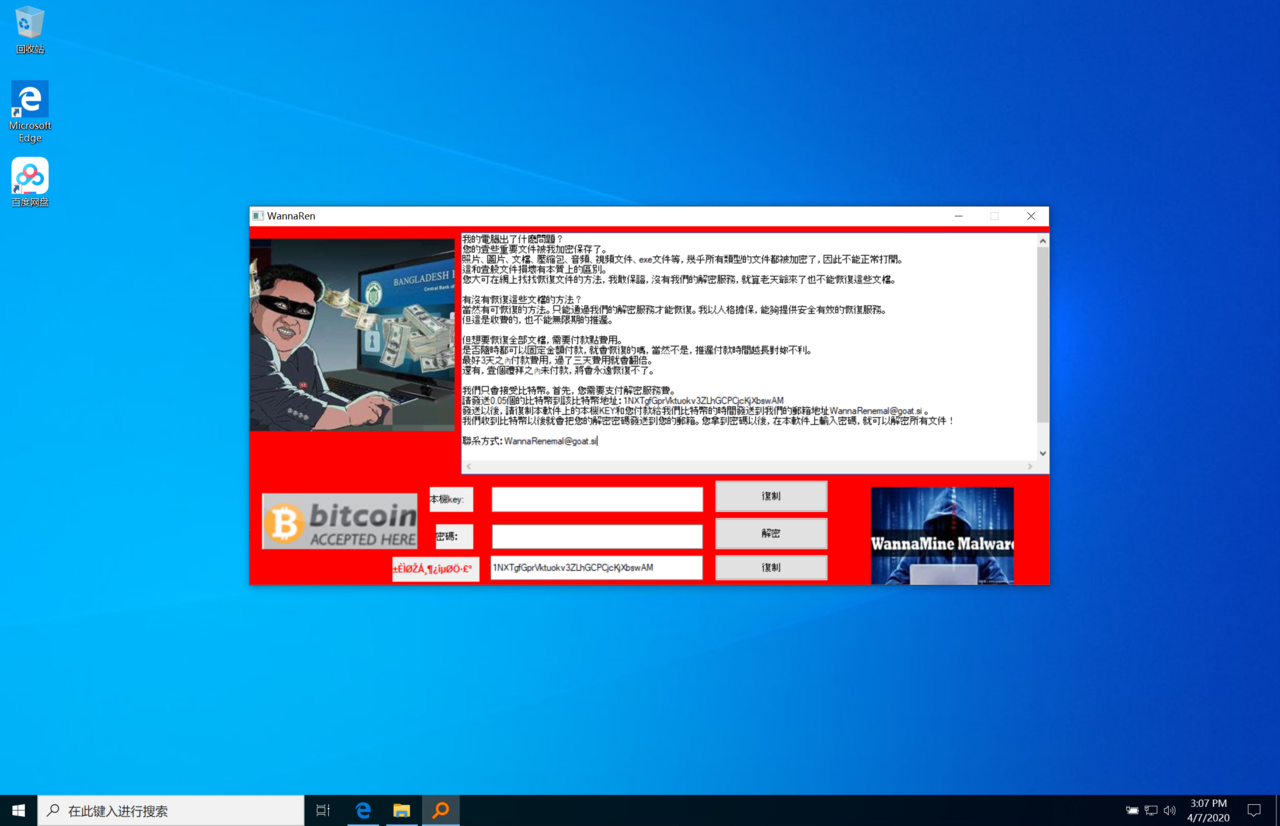 回收站
Microsoft
Edge
百度网盘
WannaRen
BANGLADESH
Central Bank of
我的電腦出了什麽問題？
您的壹些重要文件被我加密保存了。
照片、圖片、文檔、壓縮包、音頻、視頻文件、exe文件等，幾乎所有類型的文件都被加密了，因此不能正常打開。
這和壹般文件損壞有本質上的區別。
您大可在網上找找恢復文件的方法，我敢保證，沒有我們的解密服務，就算老天爺來了也不能恢復這些文檔。
有沒有恢復這些文檔的方法？
當然有可恢復的方法。只能通過我們的解密服務才能恢復。我以人格擔保，能夠提供安全有效的恢復服務。
但這是收費的，也不能無限期的推遲。
但想要恢復全部文檔，需要付款點費用。
是否隨時都可以固定金額付款，就會恢復的嗎，當然不是，推遲付款時間越長對妳不利。
最好3天之內付款費用，過了三天費用就會翻倍。
還有，壹個禮拜之內未付款，將會永遠恢復不了。
我們只會接受比特幣。首先，您需要支付解密服務費。
請發送0.05個的比特幣到該比特幣地址：1NXTgfGprVktuokv3ZLhGCPCjcKjXbswAM
發送以後，請復制本軟件上的本機KEY和您付款給我們比特幣的時間發送到我們的郵箱地址WannaRenemal@goat.si 。
我們收到比特幣以後就會把您的解密密碼發送到您的郵箱。您拿到密碼以後，在本軟件上輸入密碼，就可以解密所有文件！
聯系方式：WannaRenemal@goat.si
bitcoin
ACCEPTED HERE
本機key:
復制
密碼：
解密
±ÈÌØŽÅ¸¶¿îµØÖ·£º
1NXTgfGprVktuokv3ZLhGCPCjcKjXbswAM
復制
WannaMine Malware
在此键入进行搜索
3:07 PM
4/7/2020